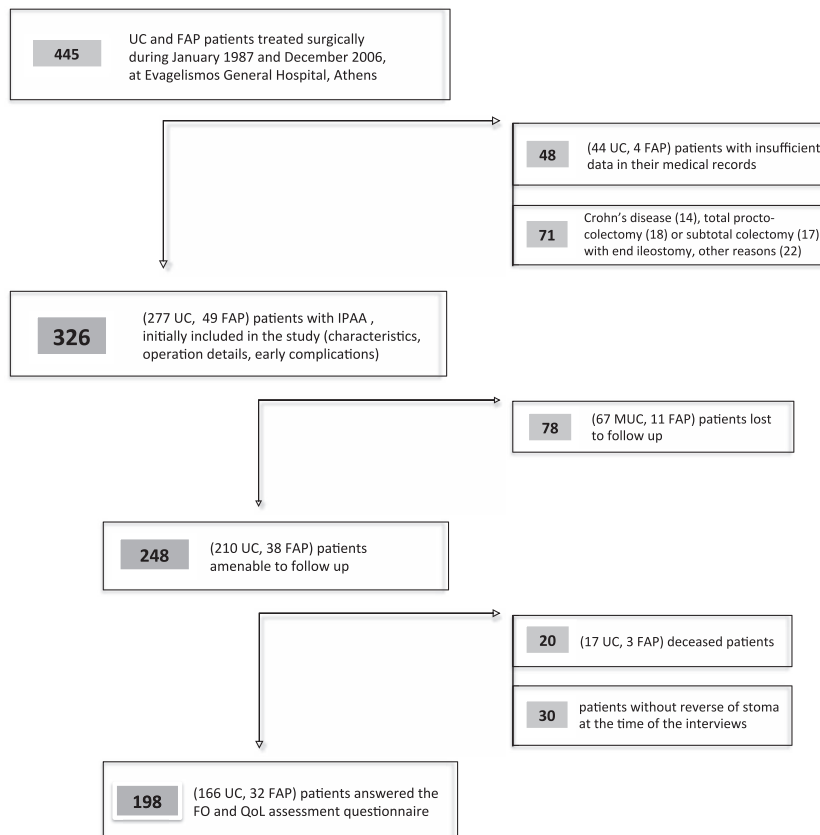 445
UC and FAP patients treated surgically
during January 1987 and December 2006,
at Evagelismos General Hospital, Athens
48
(44 UC, 4 FAP) patients with insufficient
data in their medical records
71
Crohn's disease (14), total procto-
colectomy (18) or subtotal colectomy (17)
with end ileostomy, other reasons (22)
326
(277 UC, 49 FAP) patients with IPAA ,
initially included in the study (characteristics,
operation details, early complications)
78
(67 MUC, 11 FAP) patients lost
to follow up
248
(210 UC, 38 FAP) patients
amenable to follow up
20
(17 UC, 3 FAP) deceased patients
30
patients without reverse of stoma
at the time of the interviews
198
(166 UC, 32 FAP) patients answered the
FO and QoL assessment questionnaire